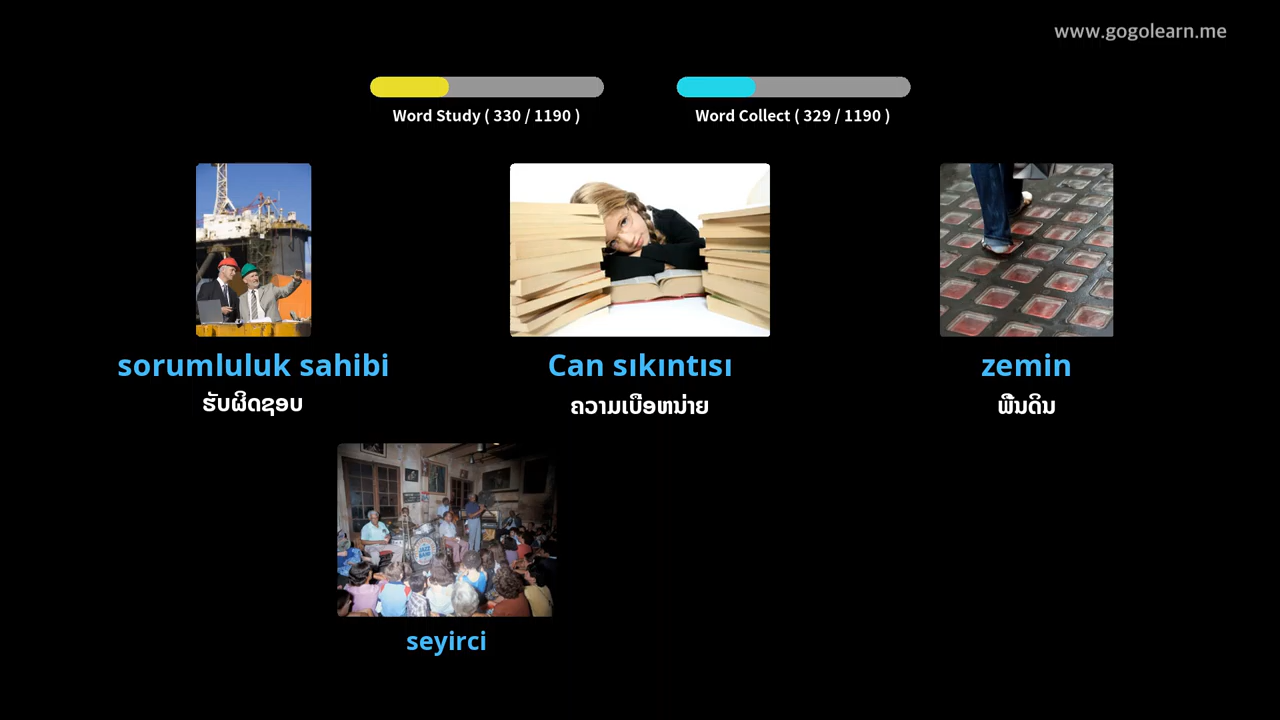 www.gogolearn.me
Word Study ( 330 / 1190 )
Word Collect ( 329 / 1190 )
sorumluluk sahibi
Can sıkıntısı
zemin
ຮັບຜິດຊອບ
ຄວາມເບື່ອຫນ່າຍ
ພື້ນດິນ
JAZZ
BAND
seyirci